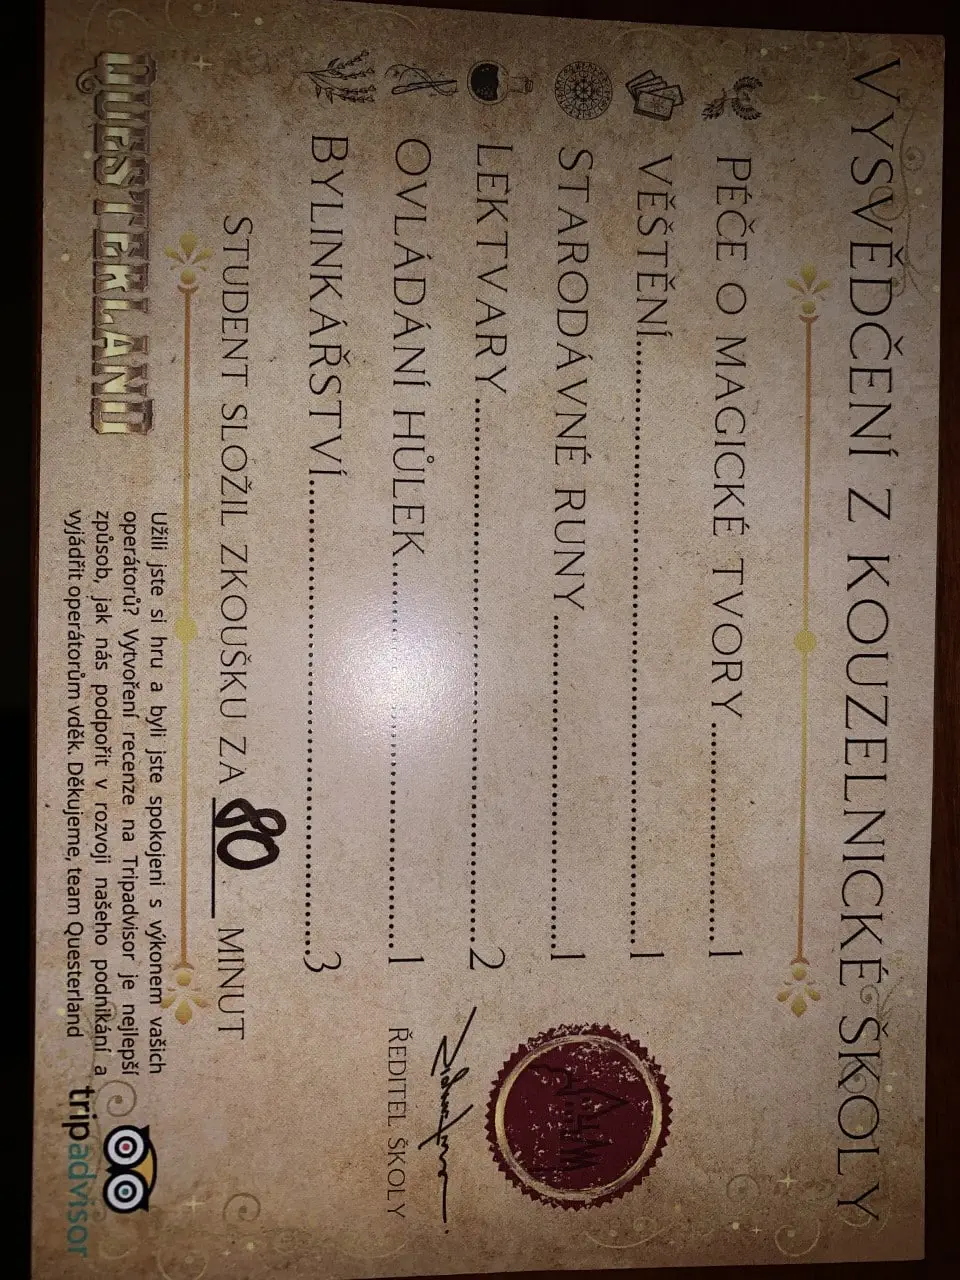 VYSVĚDČENÍ Z KOUZELNICKÉ ŠKOLY
PÉČE O MAGICKÉ TVORY..................1
VĚŠTĚNÍ..................1
STARODÁVNÉ RUNY..................1
LEKTVARY..................2
OVLÁDÁNÍ HŮLEK..................1
BYLINKÁŘSTVÍ..................3
ŘEDITEL ŠKOLY
STUDENT SLOŽIL ZKOUŠKU ZA 80 MINUT
QUESTERLAND
Užili jste si hru a byli jste spokojeni s výkonem vašich
operátorů? Vytvoření recenze na Tripadvisor je nejlepší
způsob, jak nás podpořit v rozvoji našeho podnikání a
vyjádřit operátorům vděk. Děkujeme, team Questerland
tripadvisor